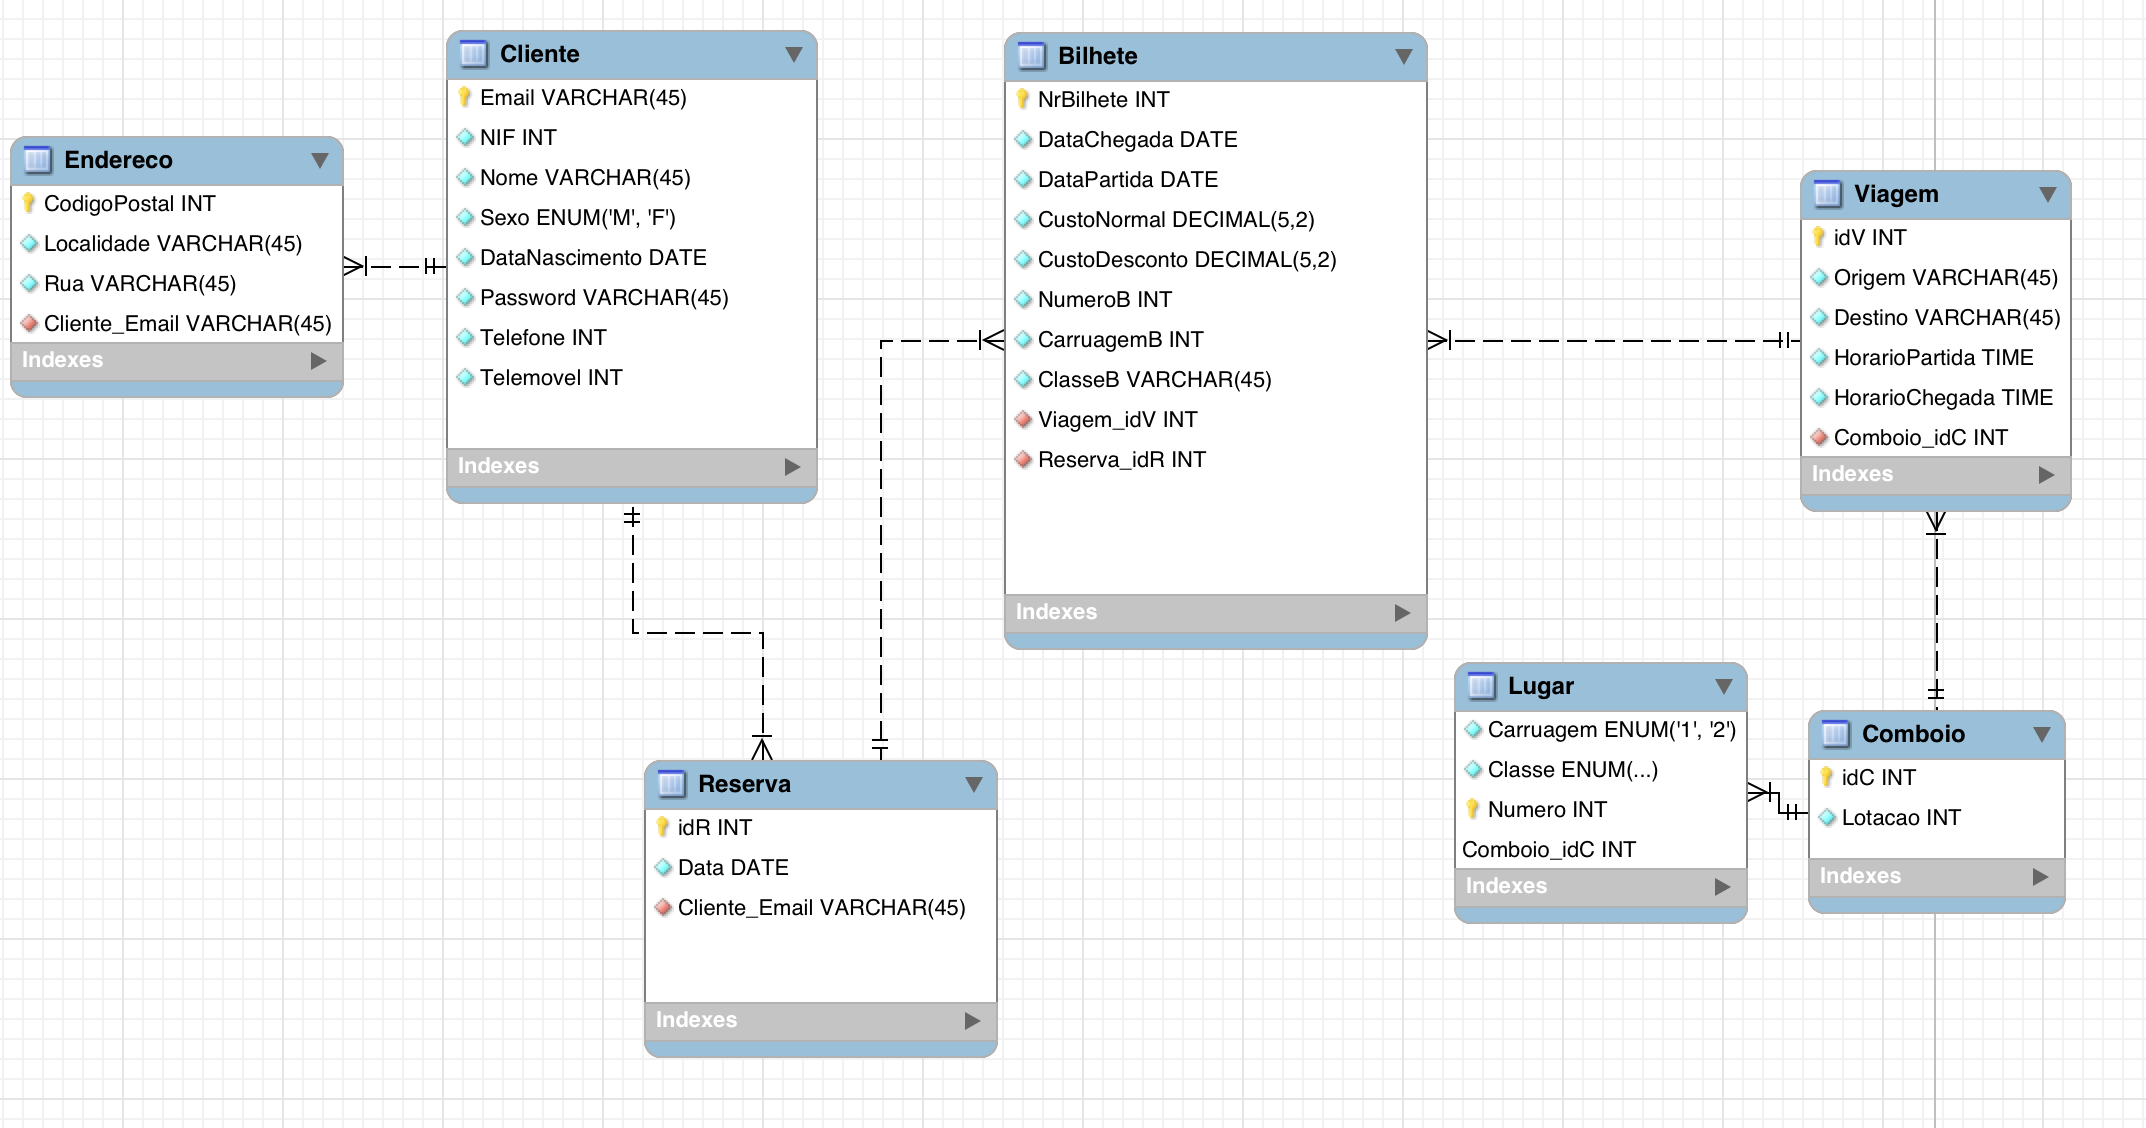 Endereco
CodigoPostal INT
Localidade VARCHAR(45)
Rua VARCHAR(45)
Cliente_Email VARCHAR(45)
Indexes
Cliente
Email VARCHAR(45)
NIF INT
Nome VARCHAR(45)
Sexo ENUM('M', 'F')
DataNascimento DATE
Password VARCHAR(45)
Telefone INT
Telemovel INT
Indexes
Bilhete
NrBilhete INT
DataChegada DATE
DataPartida DATE
CustoNormal DECIMAL(5,2)
CustoDesconto DECIMAL(5,2)
NumeroB INT
CarruagemB INT
ClasseB VARCHAR(45)
Viagem_idV INT
Reserva_idR INT
Indexes
Viagem
idV INT
Origem VARCHAR(45)
Destino VARCHAR(45)
HorarioPartida TIME
HorarioChegada TIME
Comboio_idC INT
Indexes
Reserva
idR INT
Data DATE
Cliente_Email VARCHAR(45)
Indexes
Lugar
Carruagem ENUM('1', '2')
Classe ENUM(...)
Numero INT
Comboio_idC INT
Indexes
Comboio
idC INT
Lotacao INT
Indexes